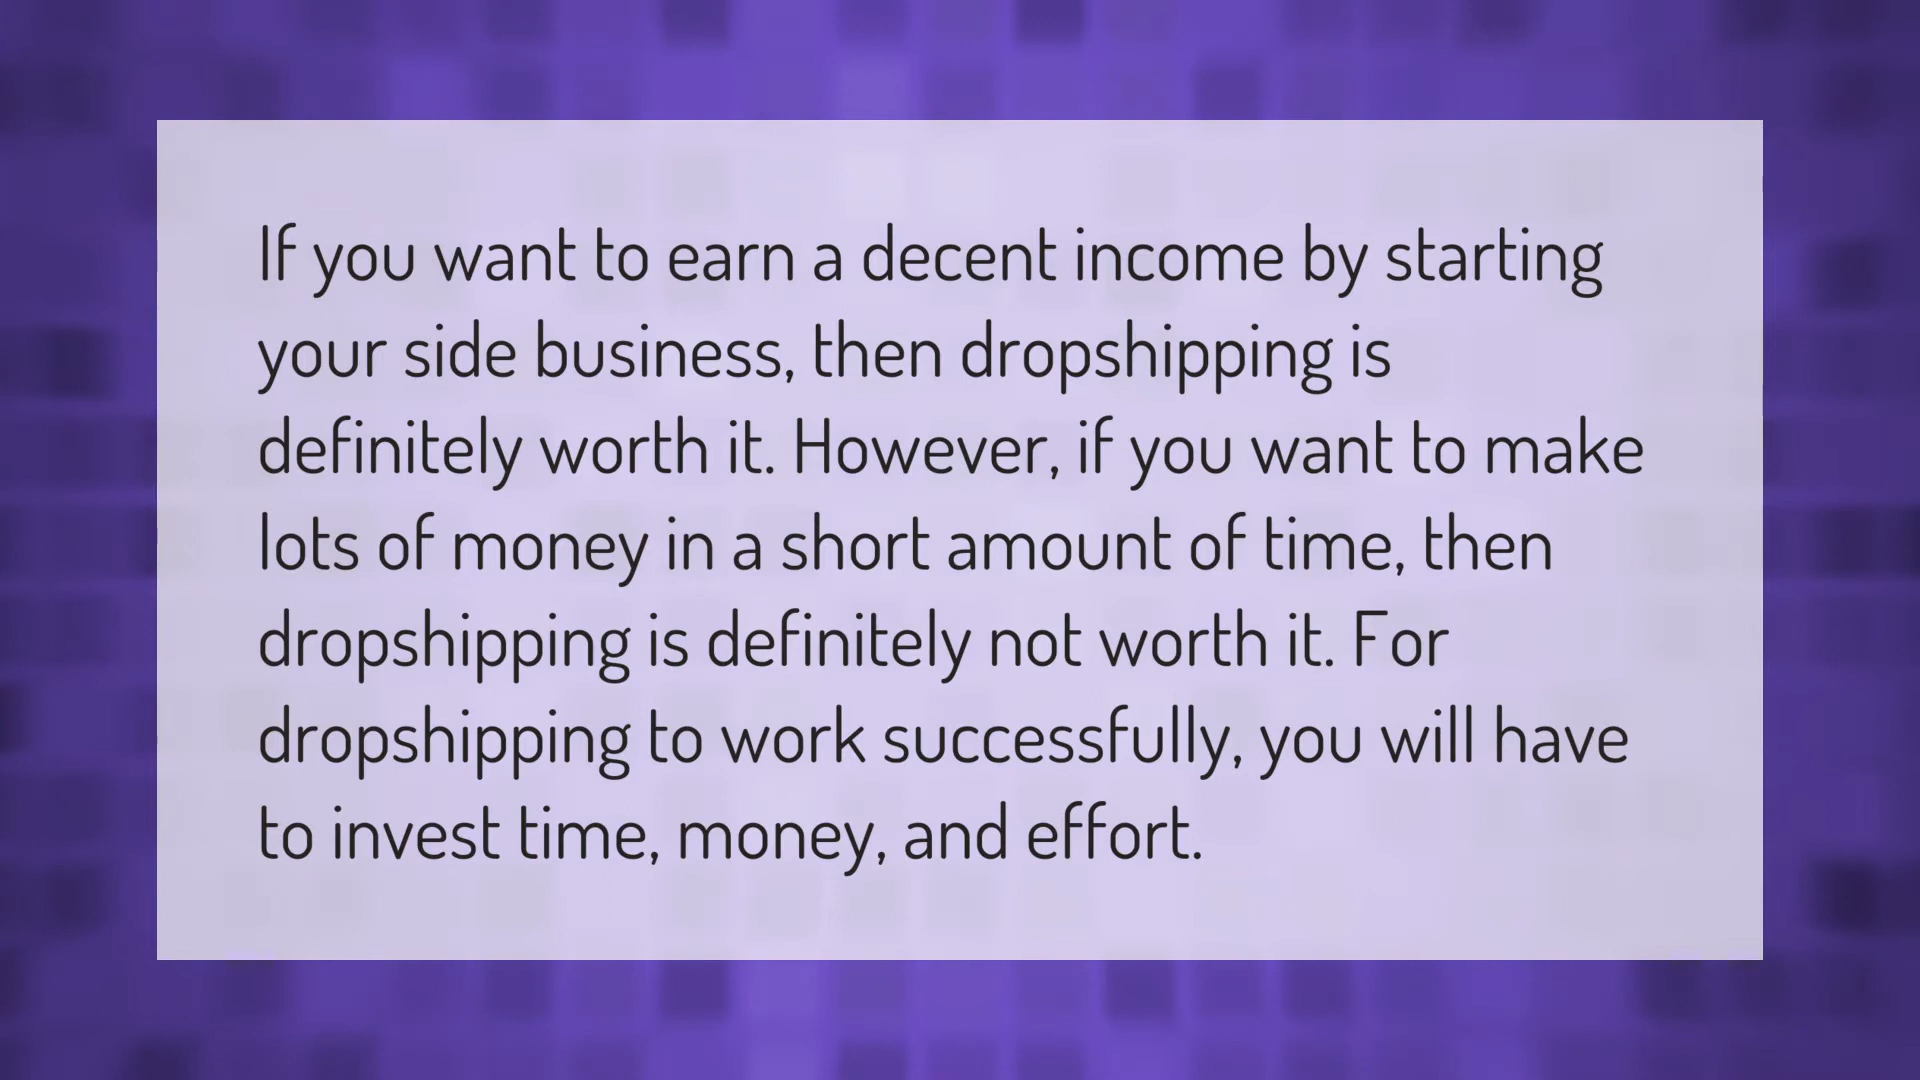 If you want to earn a decent income by starting
your side business, then dropshipping is
definitely worth it. However, if you want to make
lots of money in a short amount of time, then
dropshipping is definitely not worth it. For
dropshipping to work successfully, you will have
to invest time, money, and effort.